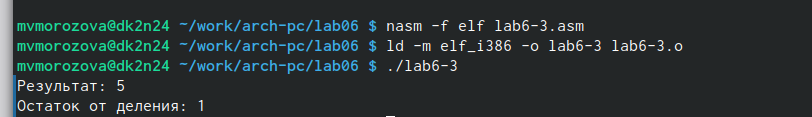 mvmorozova@dk2n24 ~/work/arch-pc/lab06 $ nasm -f elf lab6-3.asm
mvmorozova@dk2n24 ~/work/arch-pc/lab06 $ ld -m elf_i386 -o lab6-3 lab6-3.o
mvmorozova@dk2n24 ~/work/arch-pc/lab06 $ ./lab6-3
Результат: 5
Остаток от деления: 1